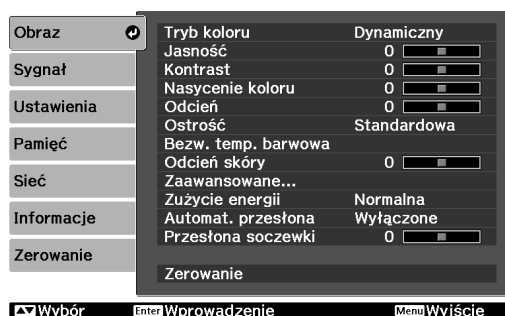 Obraz
Sygnał
Ustawienia
Pamięć
Sieć
Informacje
Zerowanie
Tryb koloru Dynamiczny
Jasność 0
Kontrast 0
Nasycenie koloru 0
Odcień 0
Ostrość Standardowa
Bezw. temp. barwowa
Odcień skóry 0
Zaawansowane...
Zużycie energii Normalna
Automat. przesłona Wyłączone
Przesłona soczewki 0
Zerowanie
Wybór Enter Wprowadzenie Menu Wyjście